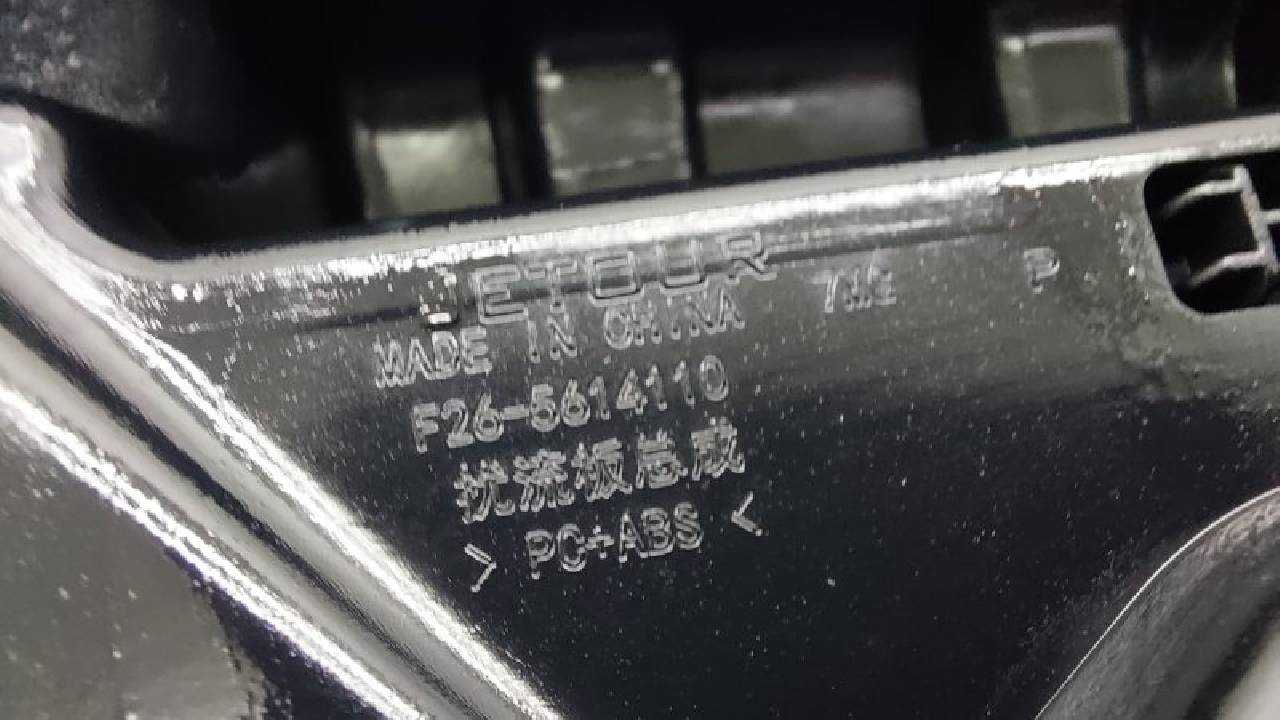 JETOUR
MADE IN CHINA
P
F26-5614110
扰流板总成
> PC+ABS <